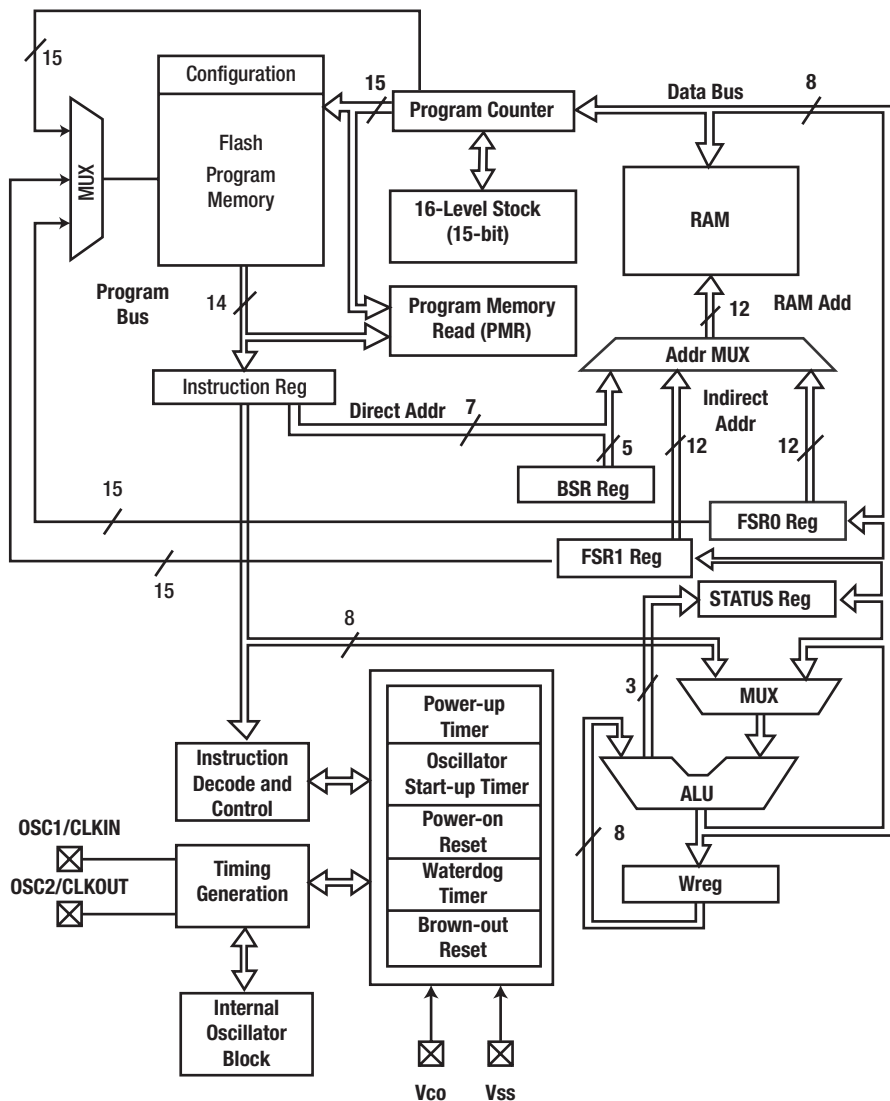 15
Configuration
Flash
Program
Memory
MUX
15
Program Counter
Data Bus
8
16-Level Stock
(15-bit)
RAM
Program
Bus
14
Program Memory
Read (PMR)
12
RAM Add
Addr MUX
Instruction Reg
Direct Addr
7
Indirect
Addr
5
12
12
BSR Reg
15
FSR0 Reg
FSR1 Reg
15
STATUS Reg
8
3
MUX
Power-up
Timer
Instruction
Decode and
Control
Oscillator
Start-up Timer
ALU
OSC1/CLKIN
Power-on
Reset
8
OSC2/CLKOUT
Timing
Generation
Waterdog
Timer
Wreg
Brown-out
Reset
Internal
Oscillator
Block
Vco
Vss